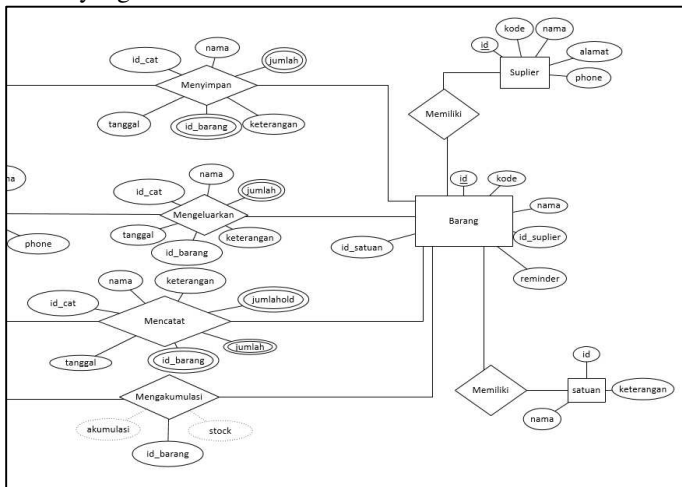 nama
id_cat
jumlah
Menyimpan
tanggal
id_barang
keterangan
kode
nama
id
alamat
Suplier
phone
Memiliki
nama
id_cat
jumlah
Mengeluarkan
tanggal
keterangan
id_barang
phone
id
kode
nama
Barang
id_suplier
id_satuan
reminder
nama
keterangan
id_cat
jumlahold
Mencatat
tanggal
id_barang
jumlah
Mengakumulasi
akumulasi
stock
id_barang
id
Memiliki
satuan
keterangan
nama